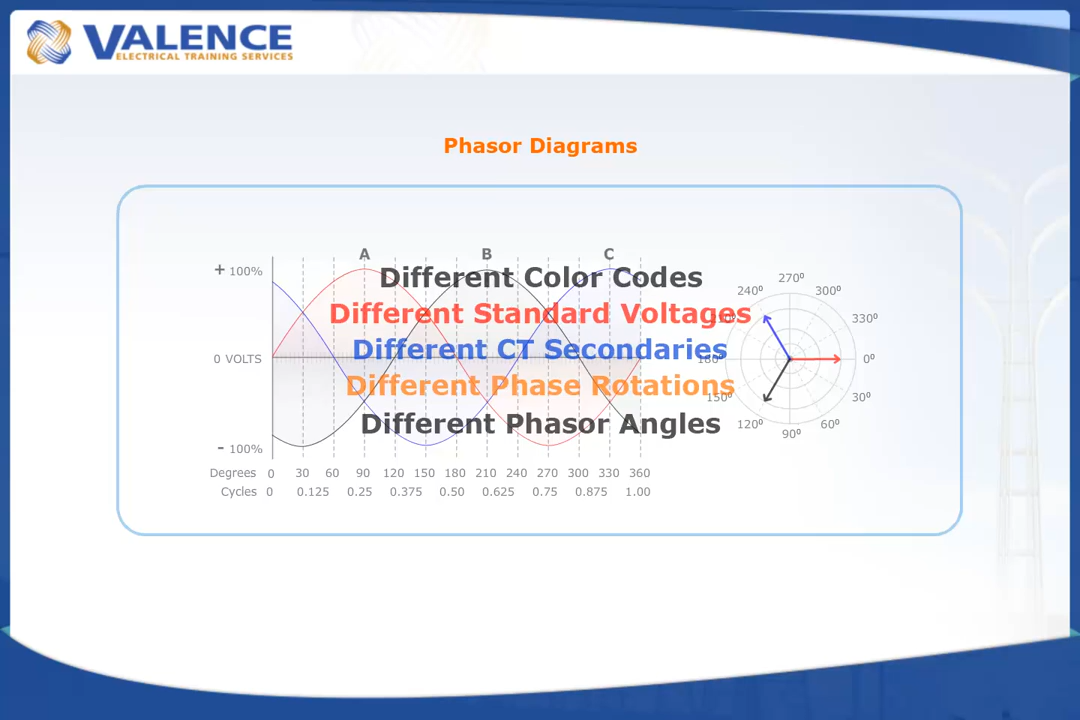 VALENCE
ELECTRICAL TRAINING SERVICES
Phasor Diagrams
A B C
+ 100%
Different Color Codes
Different Standard Voltages
Different CT Secondaries
0 VOLTS
Different Phase Rotations
Different Phasor Angles
- 100%
Degrees 0 30 60 90 120 150 180 210 240 270 300 330 360
Cycles 0 0.125 0.25 0.375 0.50 0.625 0.75 0.875 1.00
270⁰
240⁰ 300⁰
210⁰ 330⁰
180⁰ 0⁰
150⁰ 30⁰
120⁰ 60⁰
90⁰